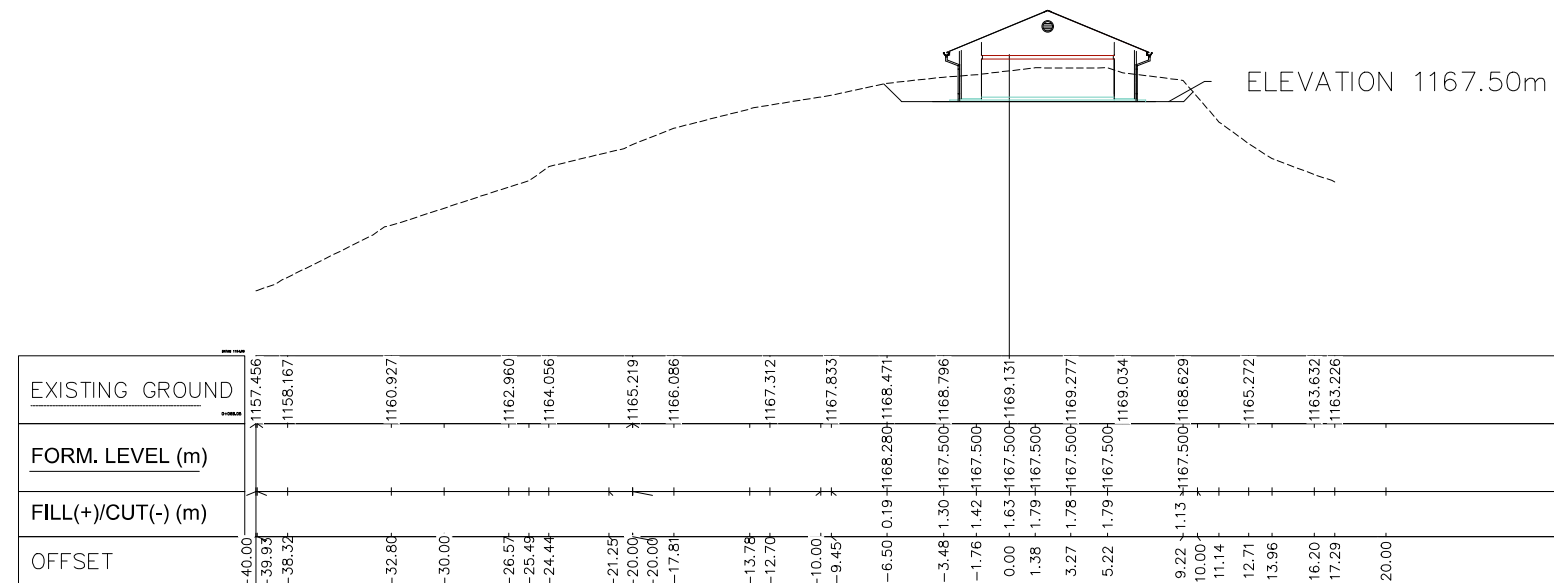 ELEVATION 1167.50m
EXISTING GROUND
1157.456 1158.167 1160.927 1162.960 1164.056 1165.219 1166.086 1167.312 1167.833 1168.471 1168.796 1169.131 1169.277 1169.034 1168.629 1165.272 1163.632 1163.226
FORM. LEVEL (m)
1168.280 1167.500 1167.500 1167.500 1167.500 1167.500 1167.500 1167.500
FILL(+)/CUT(-) (m)
0.19 1.30 1.42 1.63 1.79 1.78 1.79 1.13
OFFSET
-40.00 -39.93 -38.32 -32.80 -30.00 -26.57 -25.49 -24.44 -21.25 -20.00 -20.00 -17.81 -13.78 -12.70 -10.00 -9.45 -6.50 -3.48 -1.76 0.00 1.38 3.27 5.22 9.22 10.00 11.14 12.71 13.96 16.20 17.29 20.00